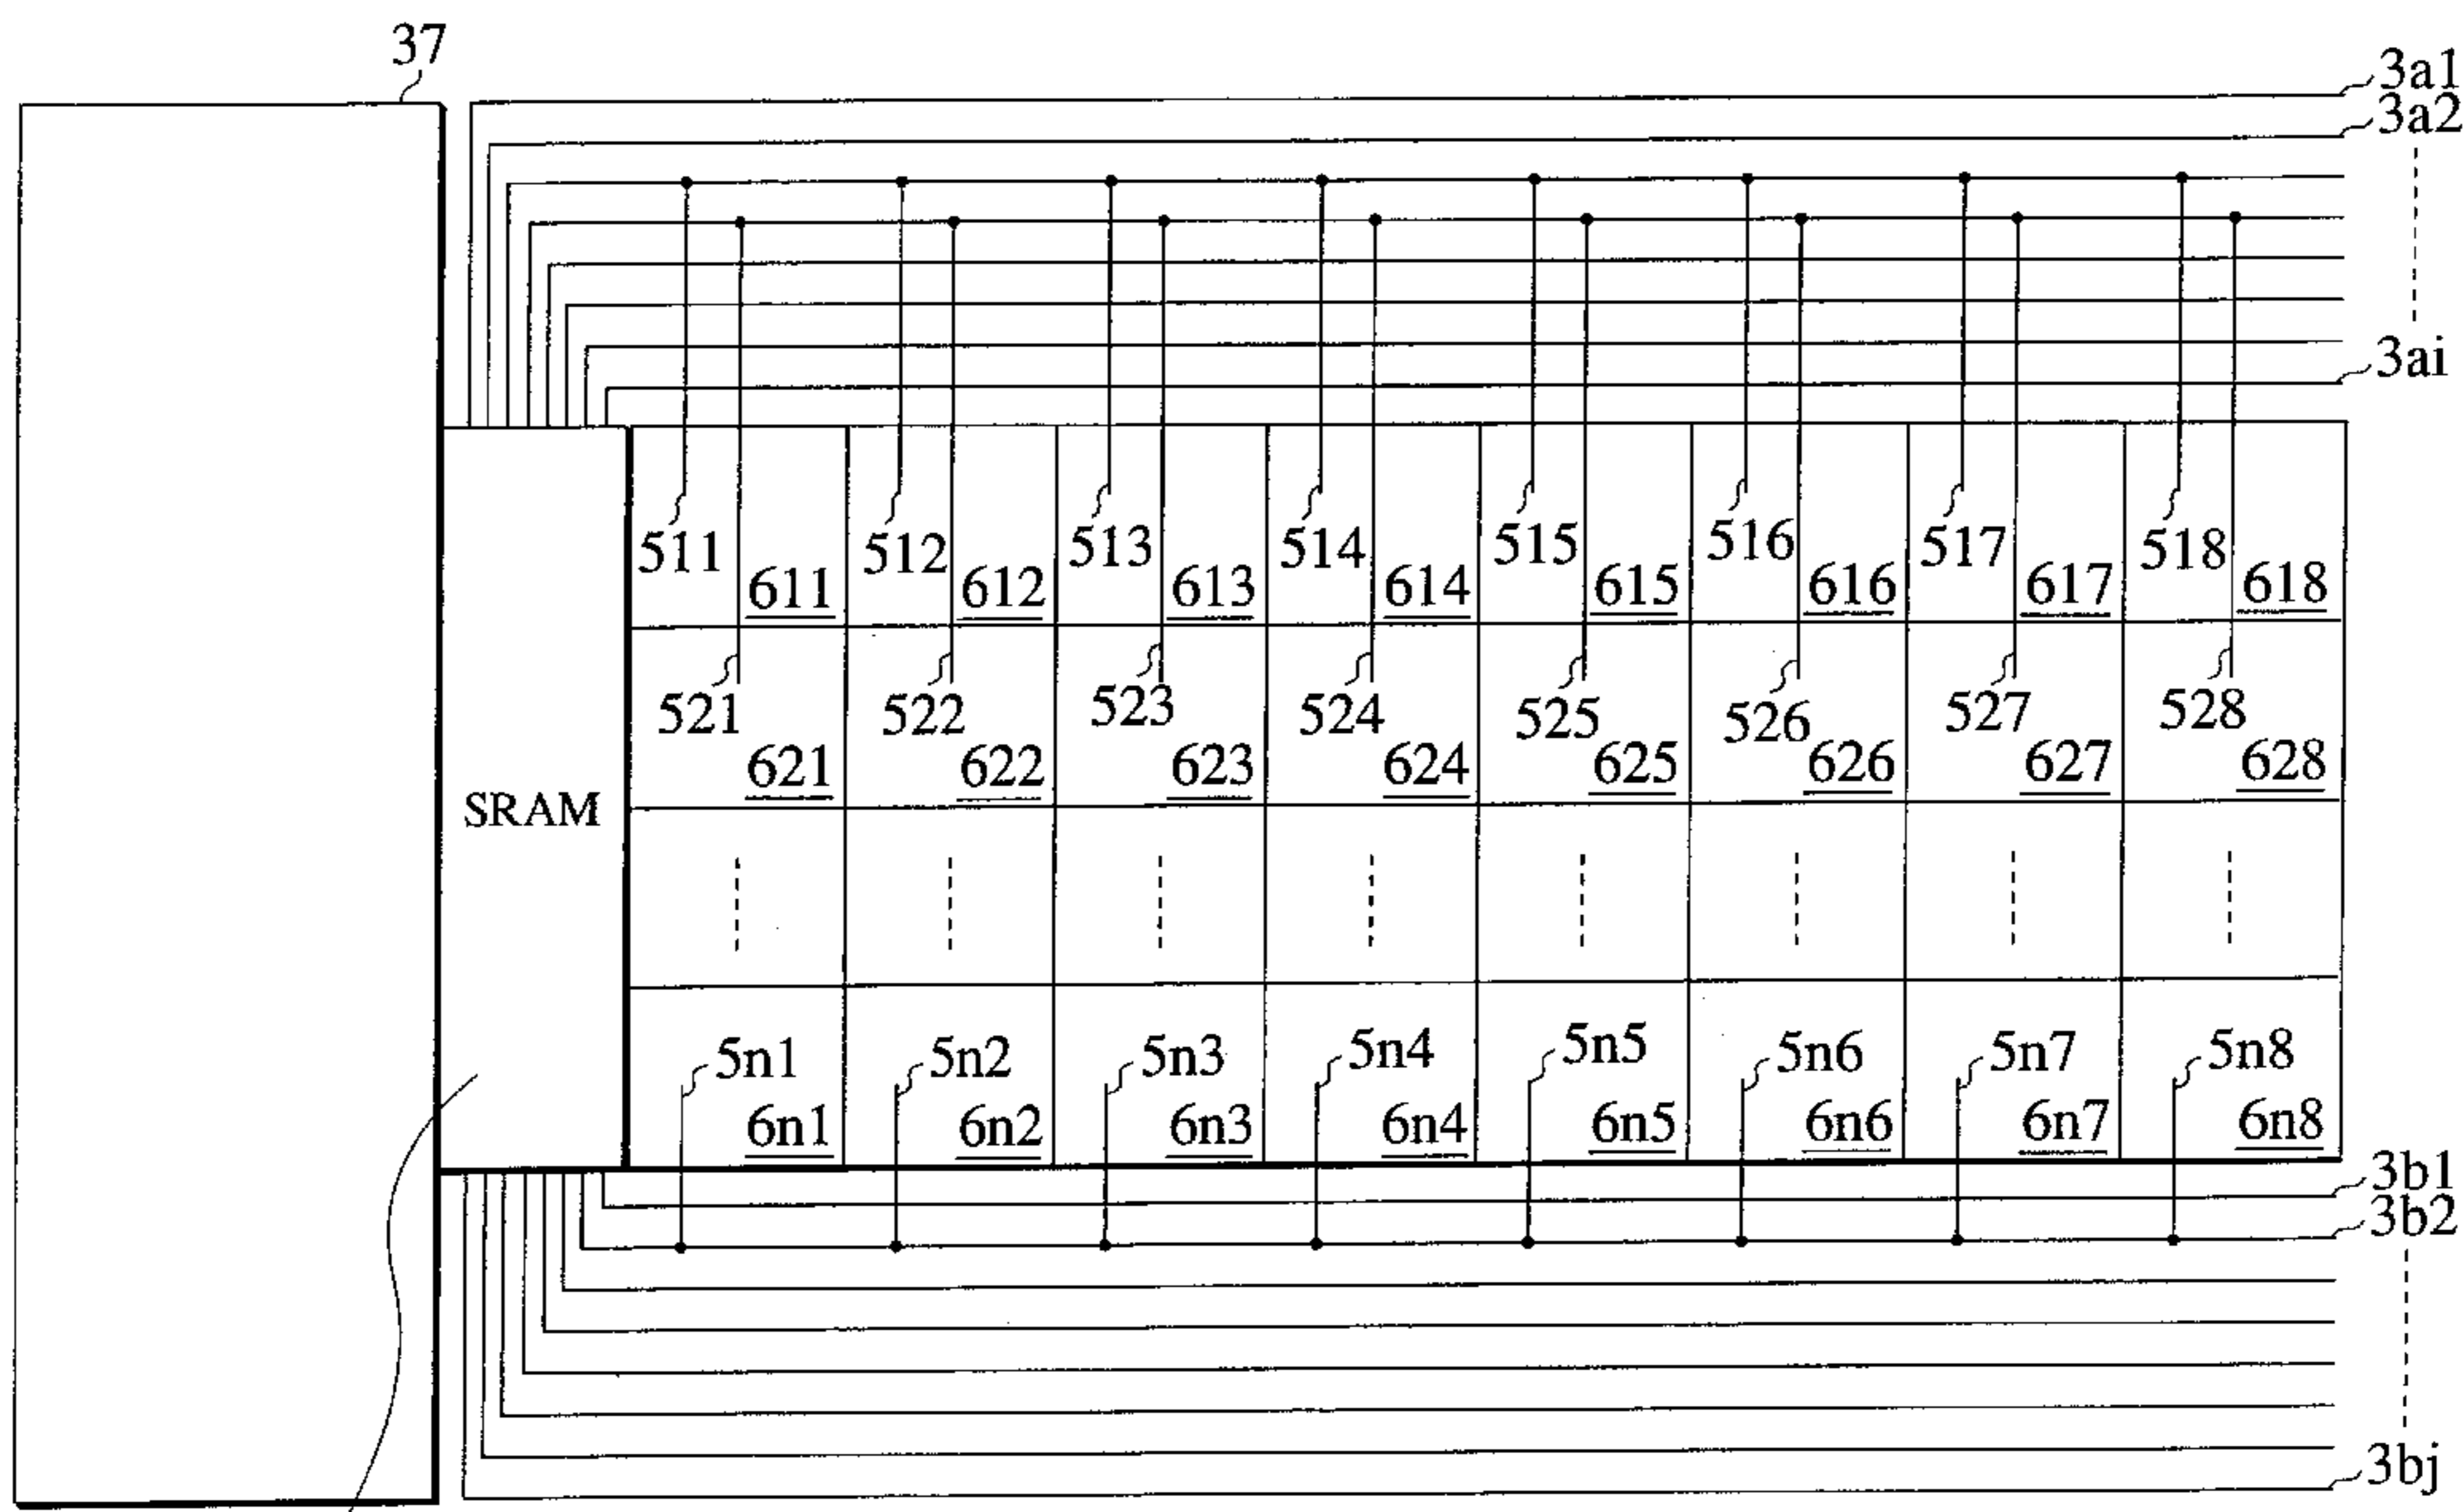 37
3a1
3a2
3ai
511 512 513 514 515 516 517 518
611 612 613 614 615 616 617 618
521 522 523 524 525 526 527 528
621 622 623 624 625 626 627 628
SRAM
5n1 5n2 5n3 5n4 5n5 5n6 5n7 5n8
6n1 6n2 6n3 6n4 6n5 6n6 6n7 6n8
3b1
3b2
3bj